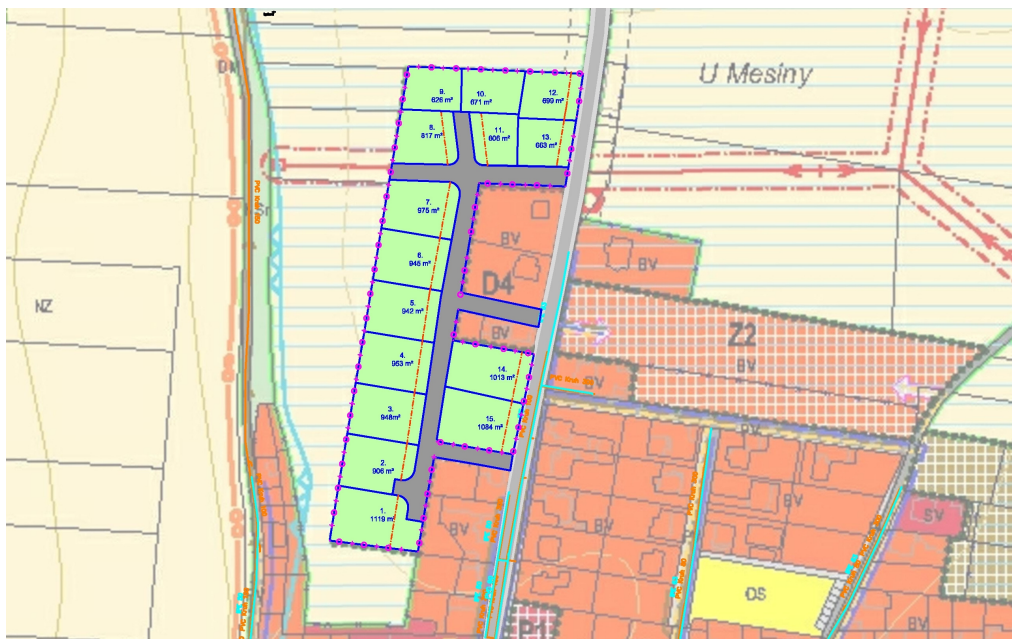 U Mesiny
9.
626 m²
10.
671 m²
12.
699 m²
8.
817 m²
11.
606 m²
13.
663 m²
7.
975 m²
BV
BV
6.
945 m²
D4
NZ
5.
942 m²
BV
Z2
BV
4.
953 m²
14.
1013 m²
BV
3.
948m²
15.
1084 m²
BV
2.
906 m²
BV
SV
1.
1119 m²
BV
BV
OS
BV
P1